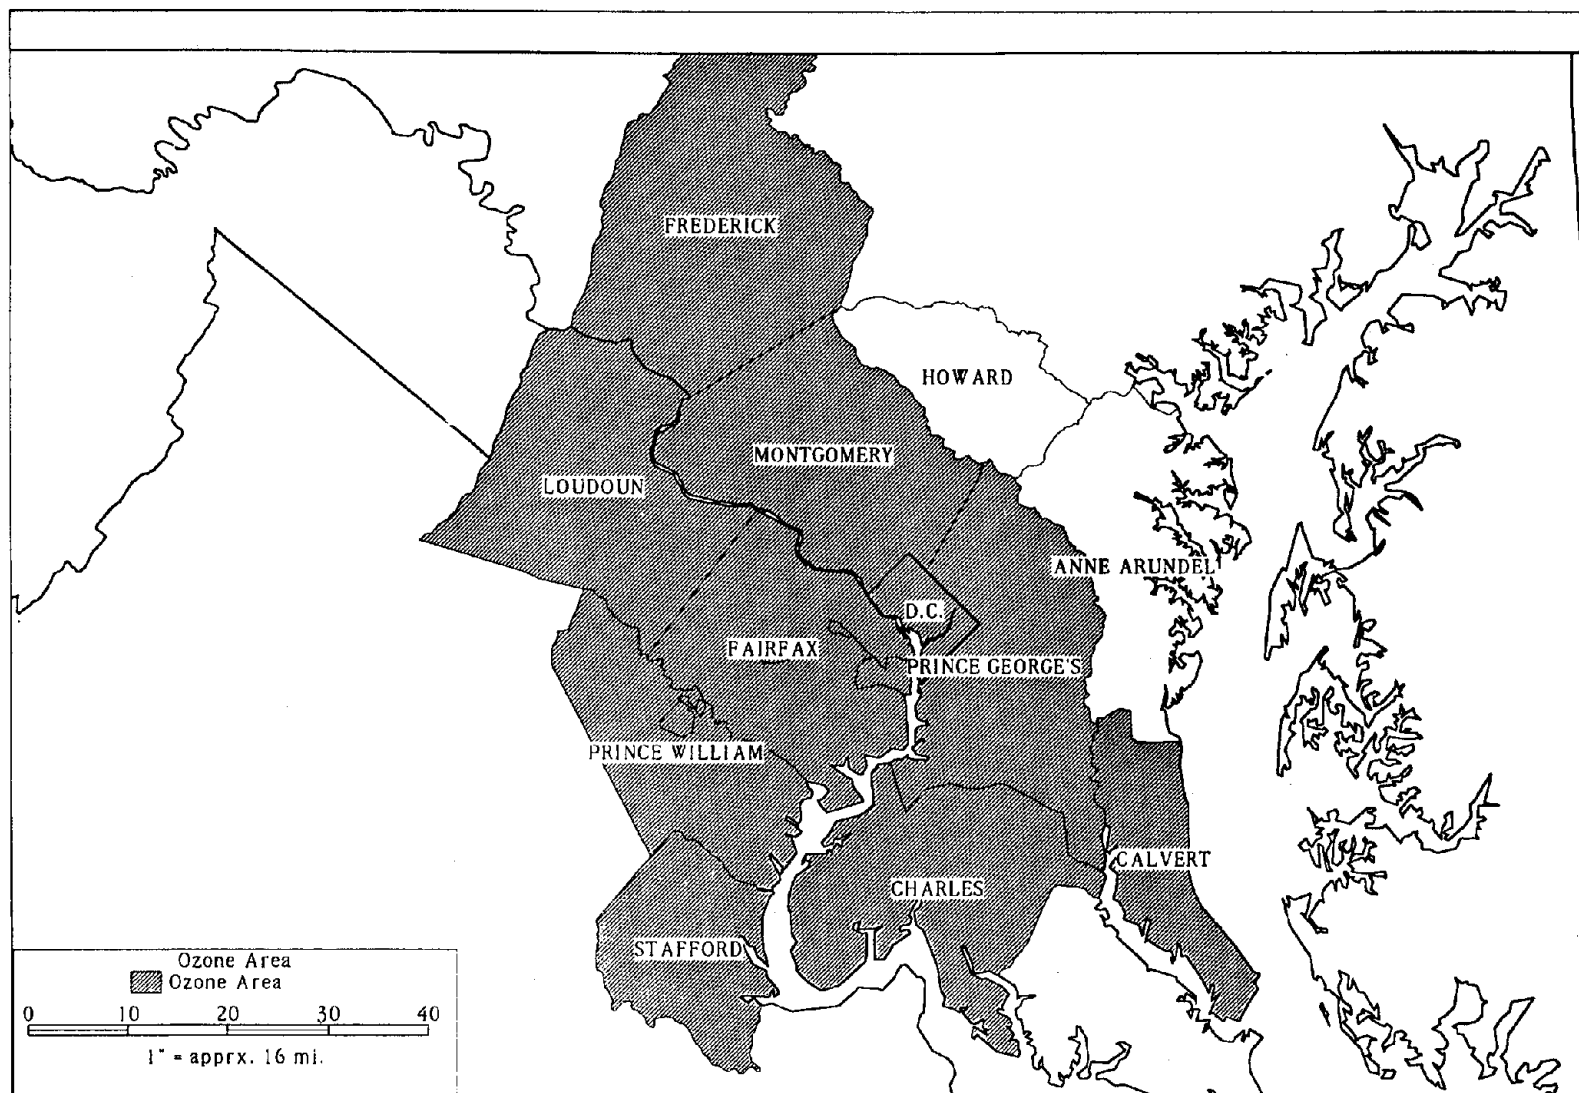 FREDERICK
HOWARD
MONTGOMERY
LOUDOUN
ANNE ARUNDEL
D.C.
FAIRFAX
PRINCE GEORGE'S
PRINCE WILLIAM
CALVERT
CHARLES
STAFFORD
Ozone Area
Ozone Area
0 10 20 30 40
1" = apprx. 16 mi.